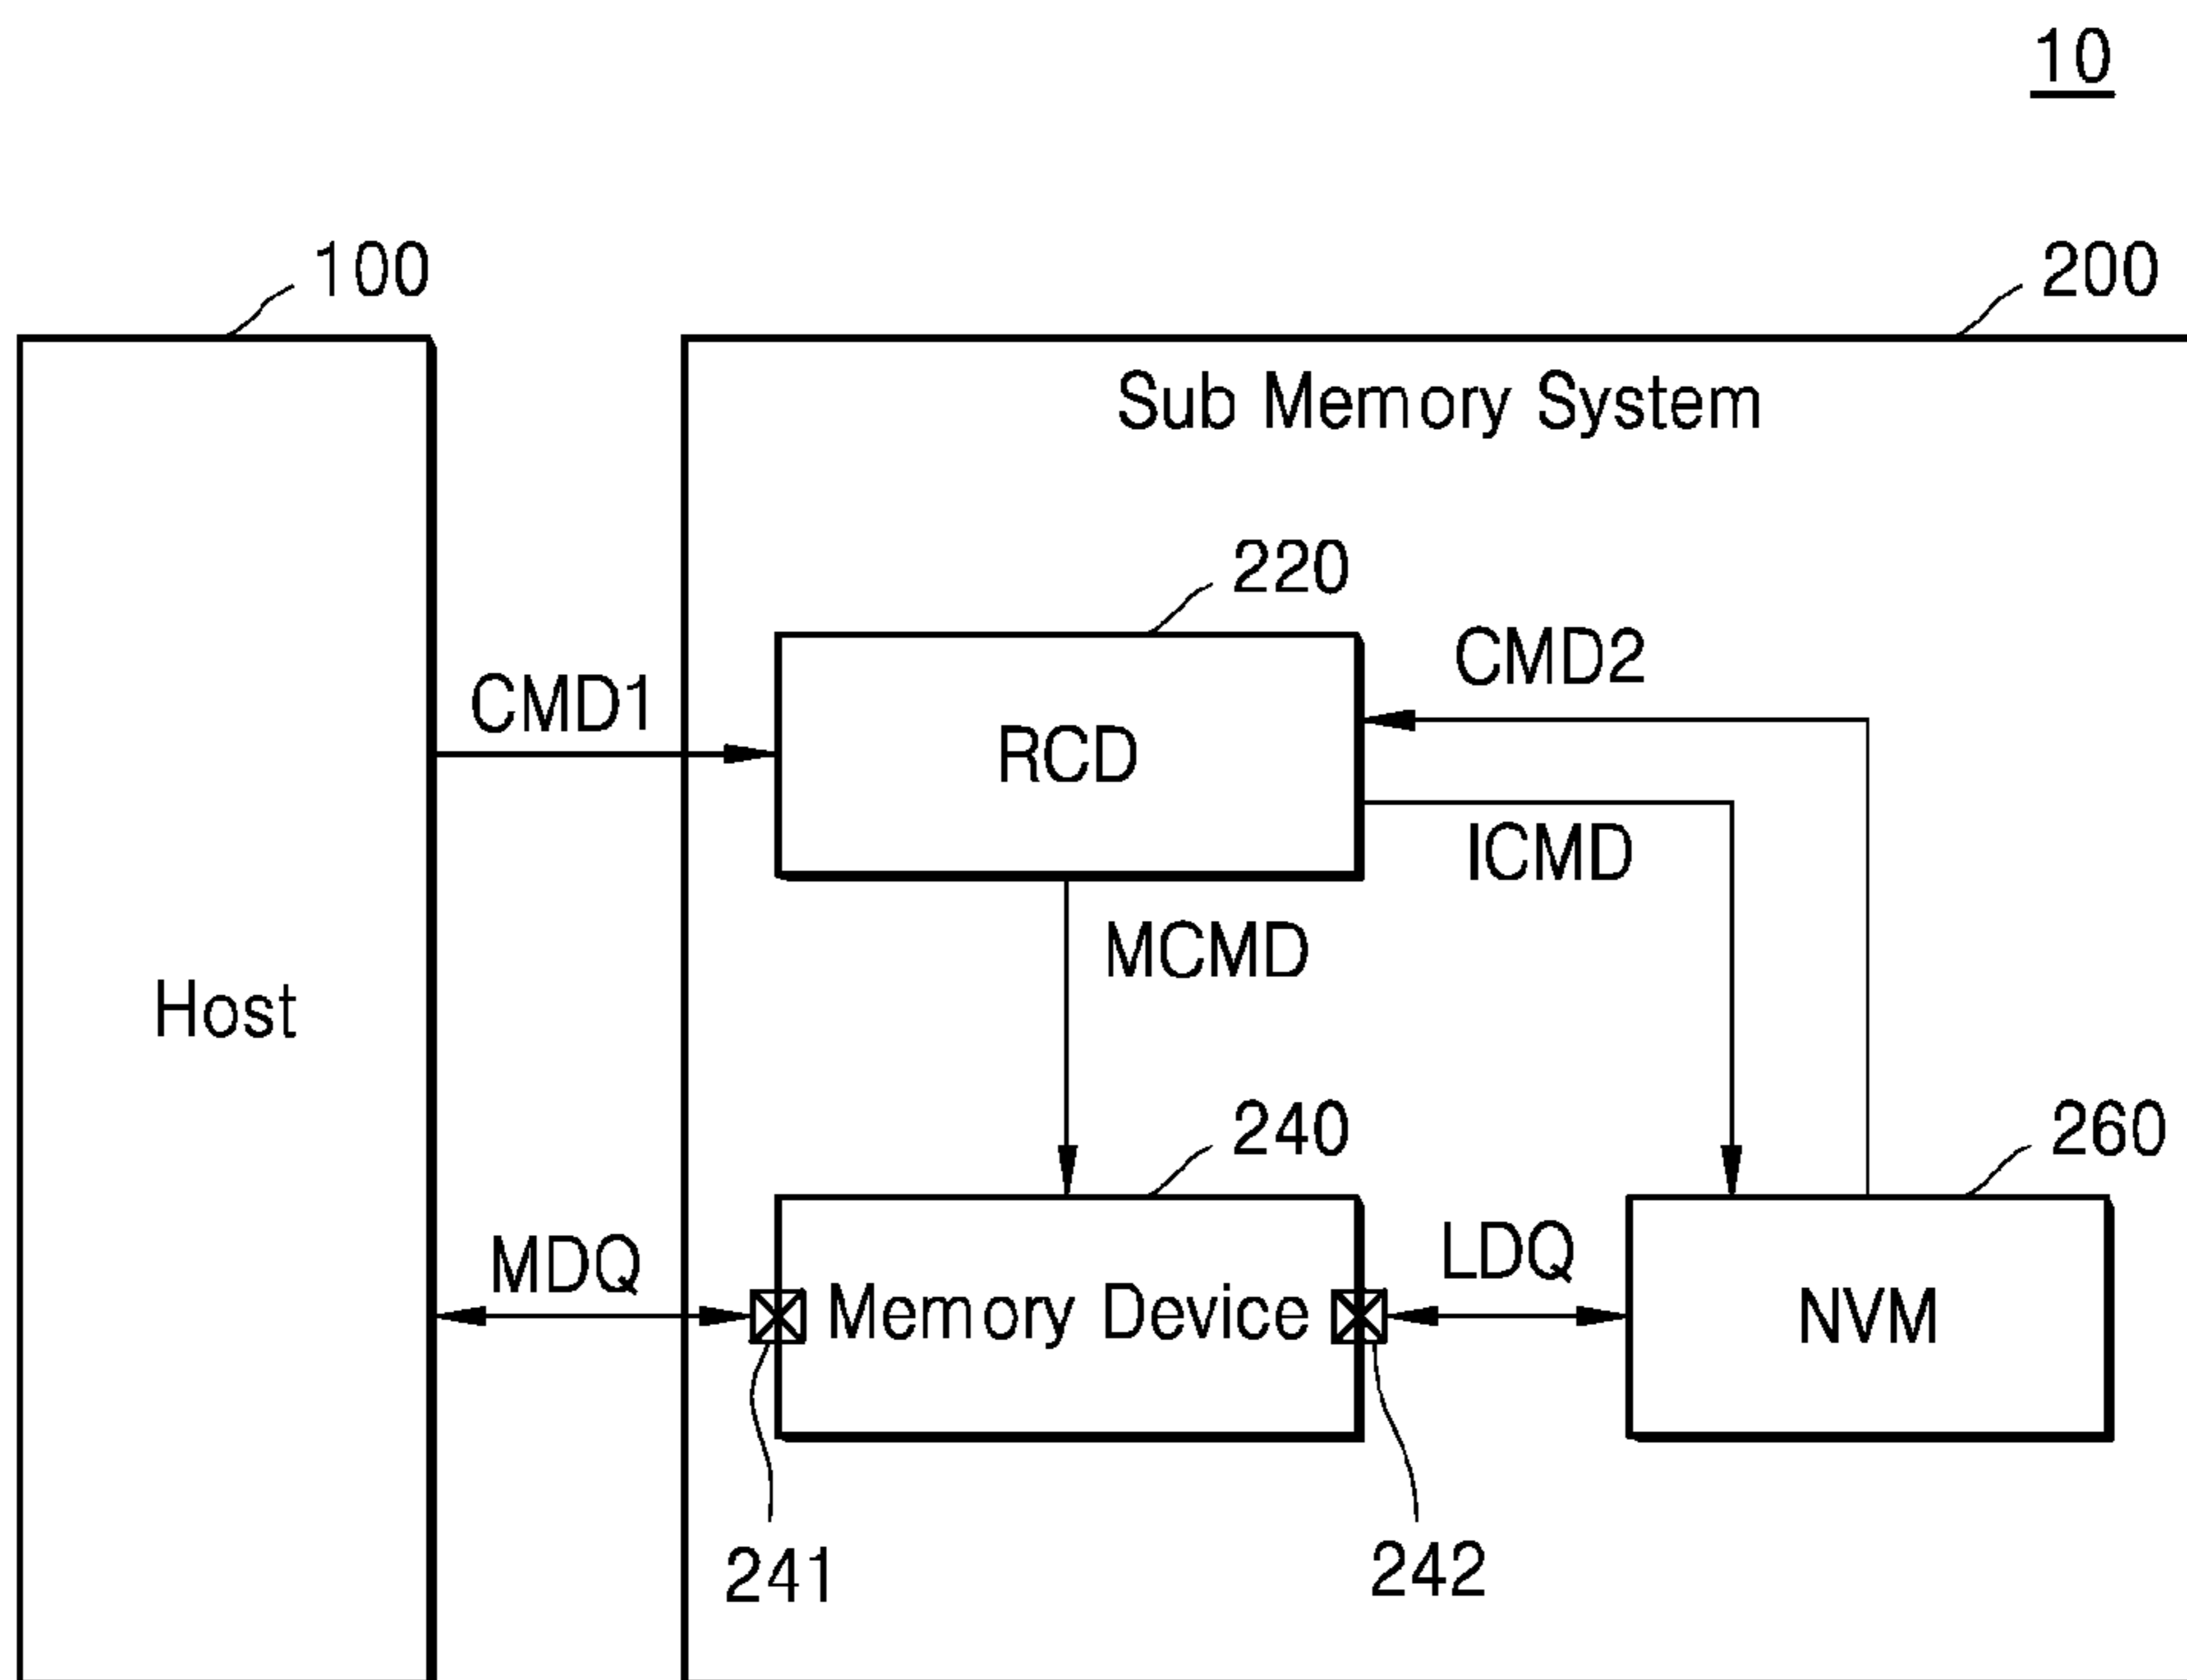 10
100
200
Sub Memory System
220
CMD1
CMD2
RCD
ICMD
MCMD
Host
240
260
MDQ
LDQ
Memory Device
NVM
241
242